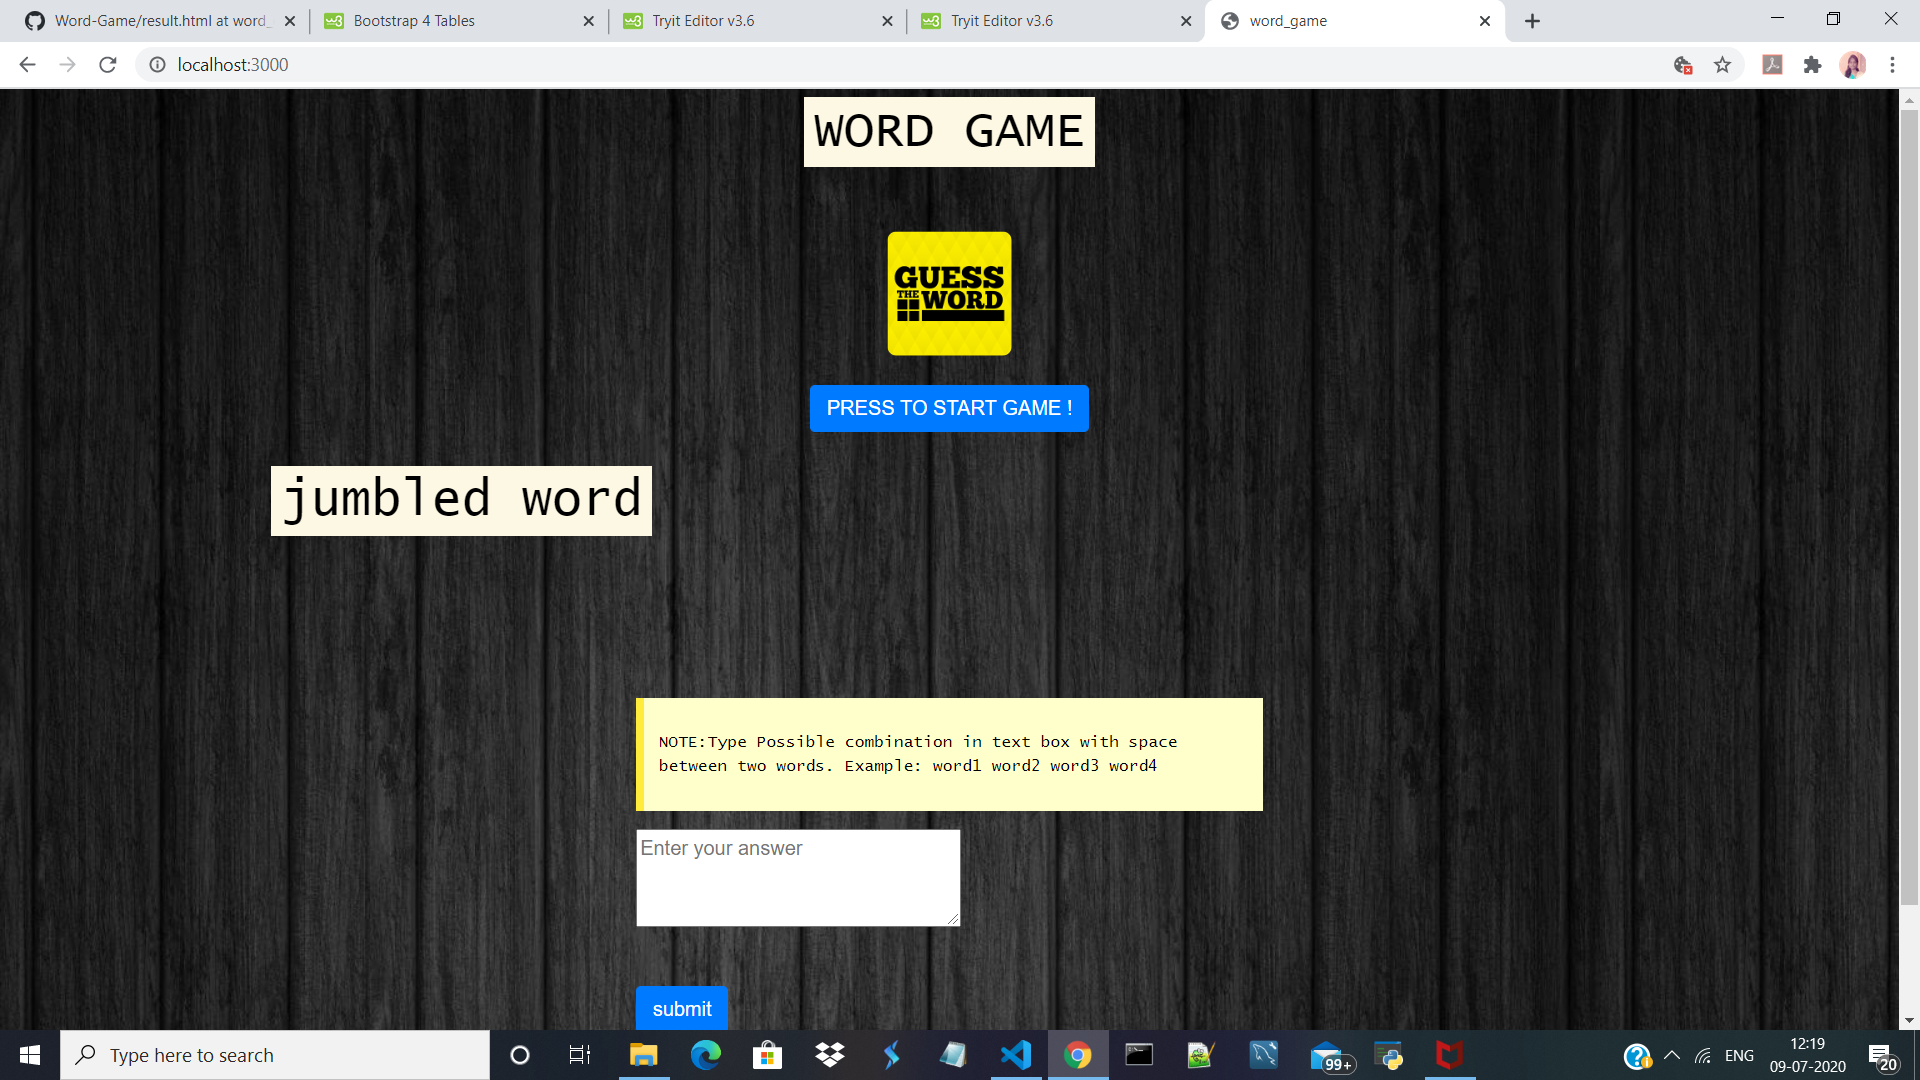 Word-Game/result.html at word_
Bootstrap 4 Tables
Tryit Editor v3.6
Tryit Editor v3.6
word_game
localhost:3000
WORD GAME
GUESS
THE WORD
PRESS TO START GAME !
jumbled word
NOTE:Type Possible combination in text box with space
between two words. Example: word1 word2 word3 word4
Enter your answer
submit
Type here to search
99+
ENG
12:19
09-07-2020
20